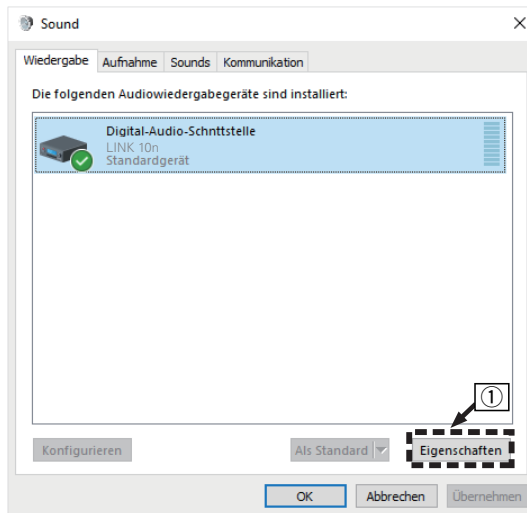 Sound
Wiedergabe Aufnahme Sounds Kommunikation
Die folgenden Audiowiedergabegeräte sind installiert:
Digital-Audio-Schnttstelle
LINK 10n
Standardgerät
①
Konfigurieren Als Standard Eigenschaften
OK Abbrechen Übernehmen